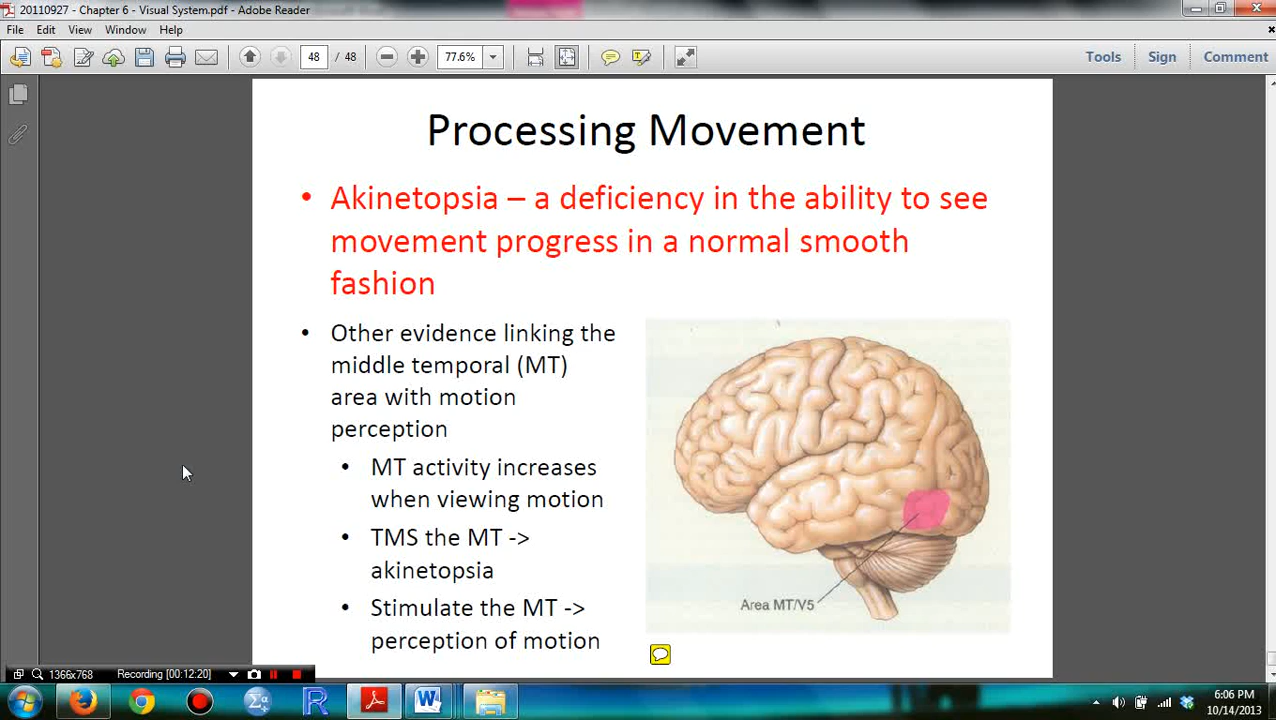 20110927 - Chapter 6 - Visual System.pdf - Adobe Reader
File Edit View Window Help
48 / 48 77.6% Tools Sign Comment
Processing Movement
• Akinetopsia – a deficiency in the ability to see
movement progress in a normal smooth
fashion
• Other evidence linking the
middle temporal (MT)
area with motion
perception
• MT activity increases
when viewing motion
• TMS the MT ->
akinetopsia
• Stimulate the MT ->
perception of motion
Area MT/V5
1366x768 Recording [00:12:20]
6:06 PM
10/14/2013